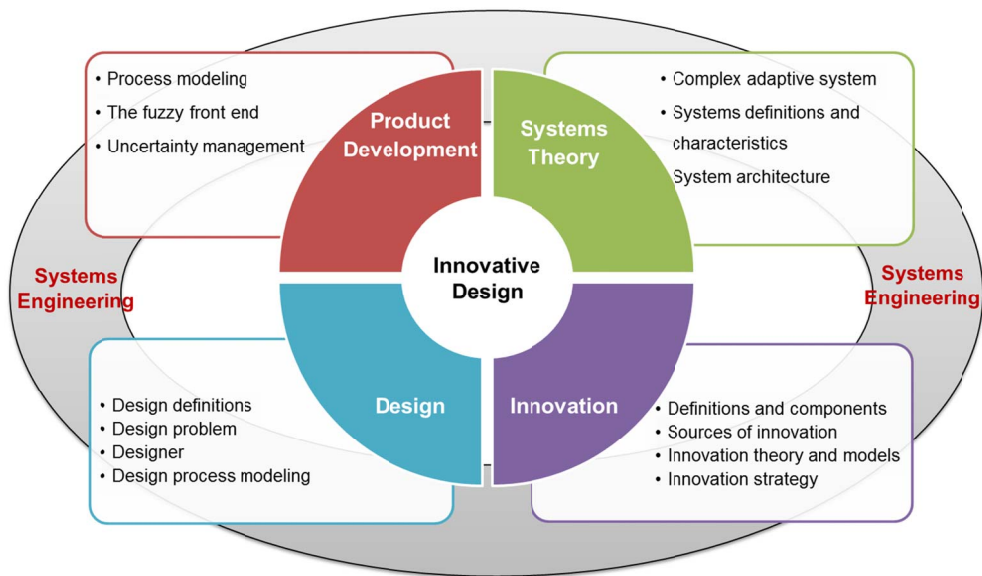 • Process modeling
• The fuzzy front end
• Uncertainty management
Product
Development
Systems
Theory
• Complex adaptive system
• Systems definitions and
characteristics
• System architecture
Systems
Engineering
Innovative
Design
Systems
Engineering
• Design definitions
• Design problem
• Designer
• Design process modeling
Design
Innovation
• Definitions and components
• Sources of innovation
• Innovation theory and models
• Innovation strategy